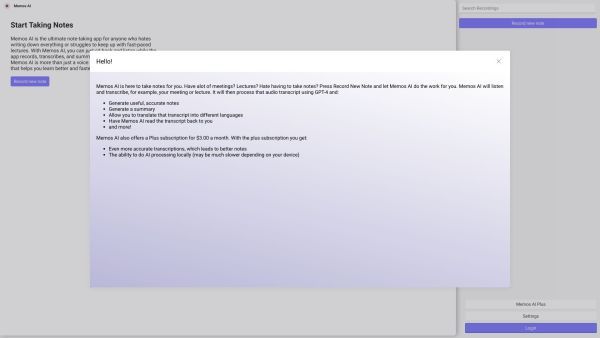 Memos AI
Search Recordings
Record new note
Start Taking Notes
Memos AI is the ultimate note-taking app for anyone who hates
writing down everything or struggles to keep up with fast-paced
lectures. With Memos AI, you can
app records, transcribes, and summ
Memos AI is more than just a voice
that helps you learn better and faste
Record new note
Hello!
Memos AI is here to take notes for you. Have alot of meetings? Lectures? Hate having to take notes? Press Record New Note and let Memos AI do the work for you. Memos AI will listen
and transcribe, for example, your meeting or lecture. It will then process that audio transcript using GPT-4 and:
Generate useful, accurate notes
Generate a summary
Allow you to translate that transcript into different languages
Have Memos AI read the transcript back to you
and more!
Memos AI also offers a Plus subscription for $3.00 a month. With the plus subscription you get:
Even more accurate transcriptions, which leads to better notes
The ability to do AI processing locally (may be much slower depending on your device)
Memos AI Plus
Settings
Login